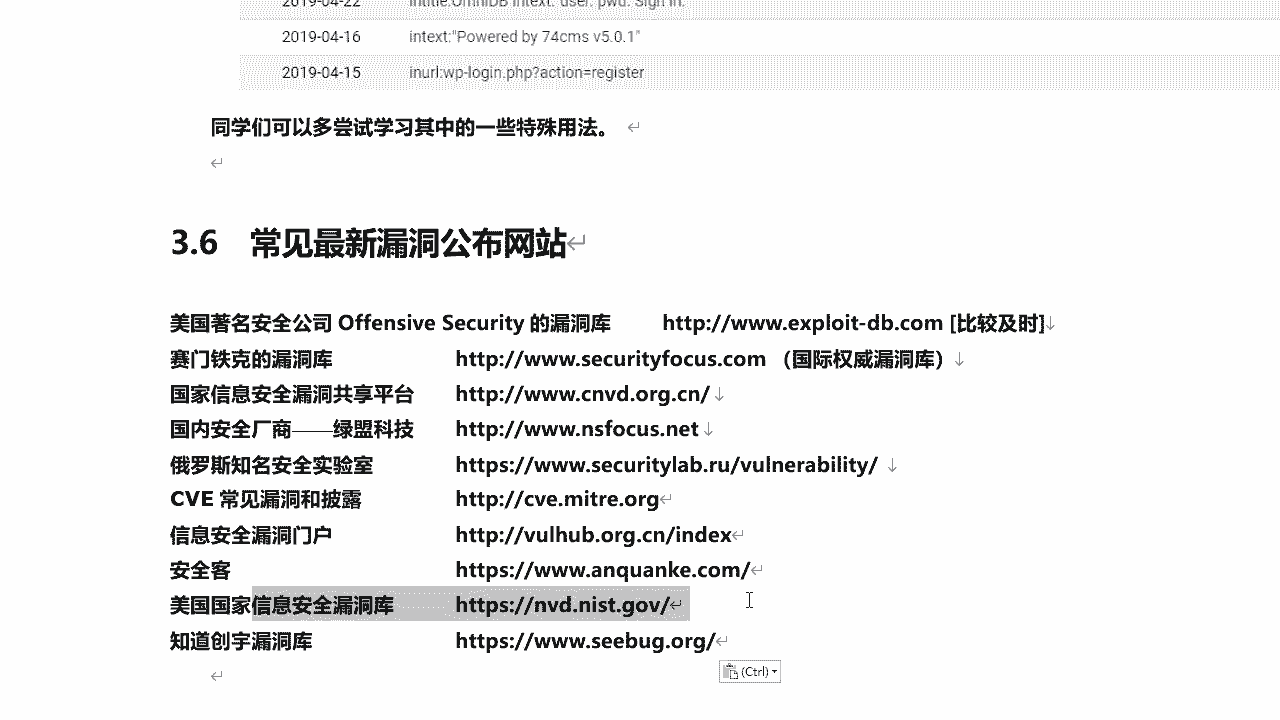 2019-04-22 intitle:OmniDB intext: user. pwd. Sign in.
2019-04-16 intext:"Powered by 74cms v5.0.1"
2019-04-15 inurl:wp-login.php?action=register
同学们可以多尝试学习其中的一些特殊用法。
3.6 常见最新漏洞公布网站
美国著名安全公司 Offensive Security 的漏洞库 http://www.exploit-db.com [比较及时]
赛门铁克的漏洞库 http://www.securityfocus.com （国际权威漏洞库）
国家信息安全漏洞共享平台 http://www.cnvd.org.cn/
国内安全厂商——绿盟科技 http://www.nsfocus.net
俄罗斯知名安全实验室 https://www.securitylab.ru/vulnerability/
CVE 常见漏洞和披露 http://cve.mitre.org
信息安全漏洞门户 http://vulhub.org.cn/index
安全客 https://www.anquanke.com/
美国国家信息安全漏洞库 https://nvd.nist.gov/
知道创宇漏洞库 https://www.seebug.org/
(Ctrl)